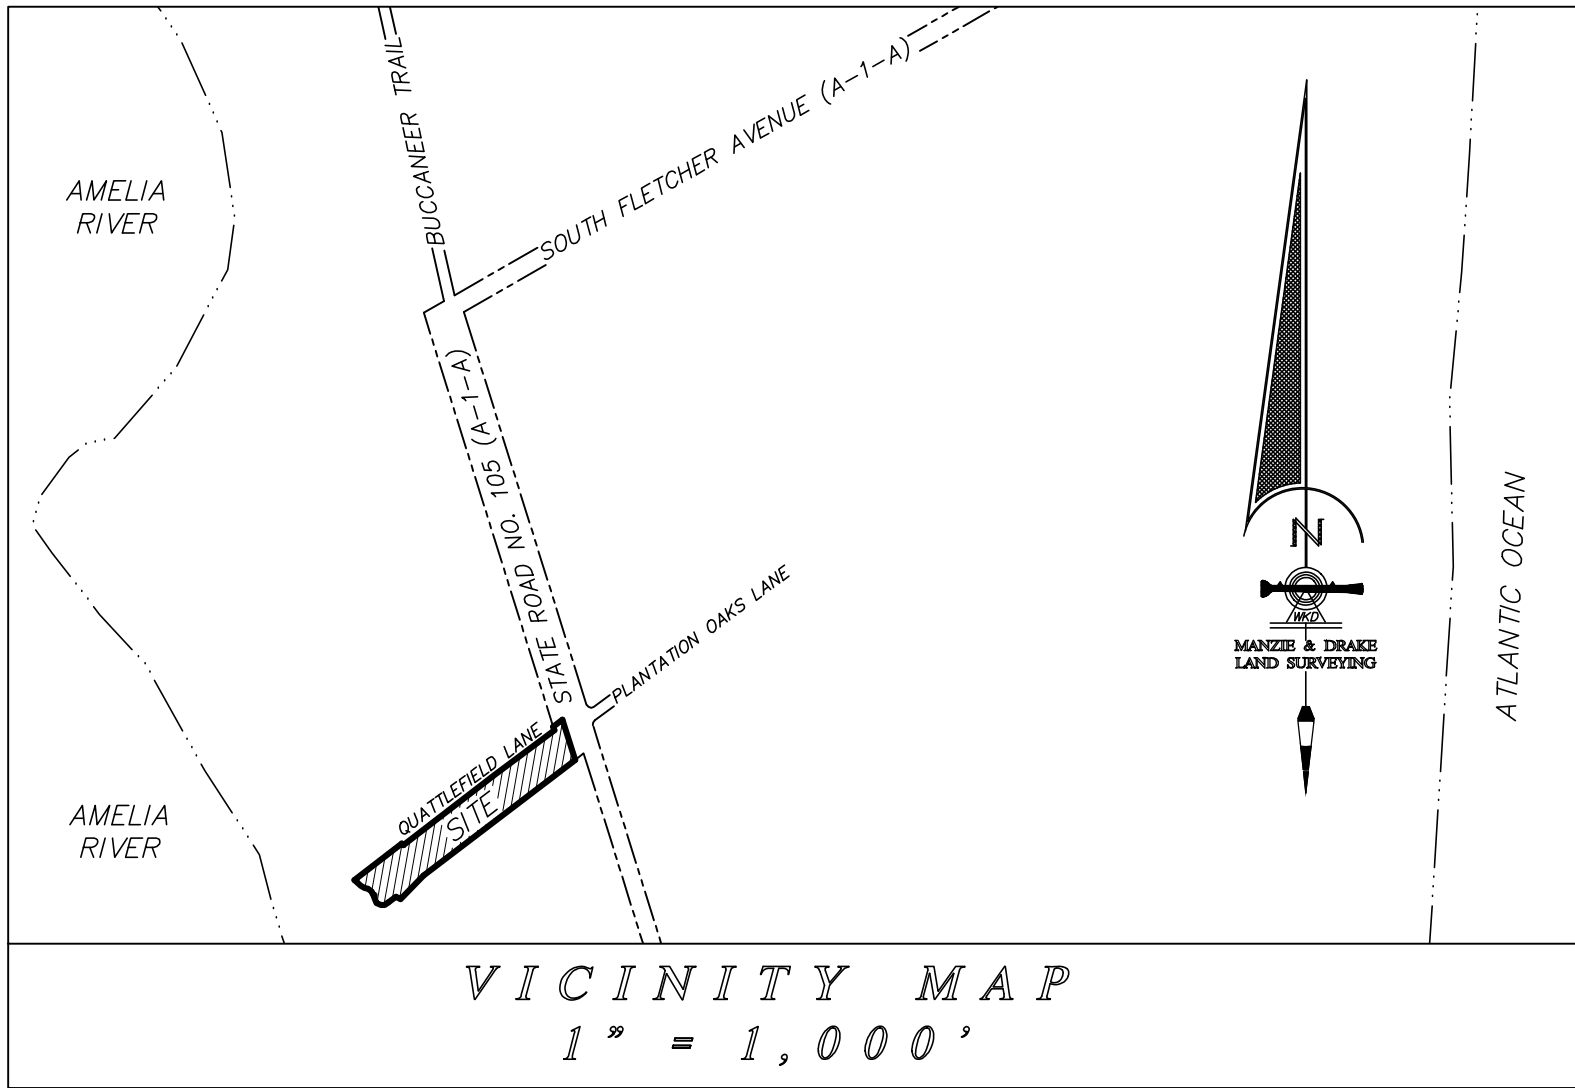 BUCCANEER TRAIL
SOUTH FLETCHER AVENUE (A-1-A)
AMELIA
RIVER
STATE ROAD NO. 105 (A-1-A)
N
WKD
MANZIE & DRAKE
LAND SURVEYING
ATLANTIC OCEAN
PLANTATION OAKS LANE
QUATTLEFIELD LANE
SITE
AMELIA
RIVER
VICINITY MAP
1" = 1,000'